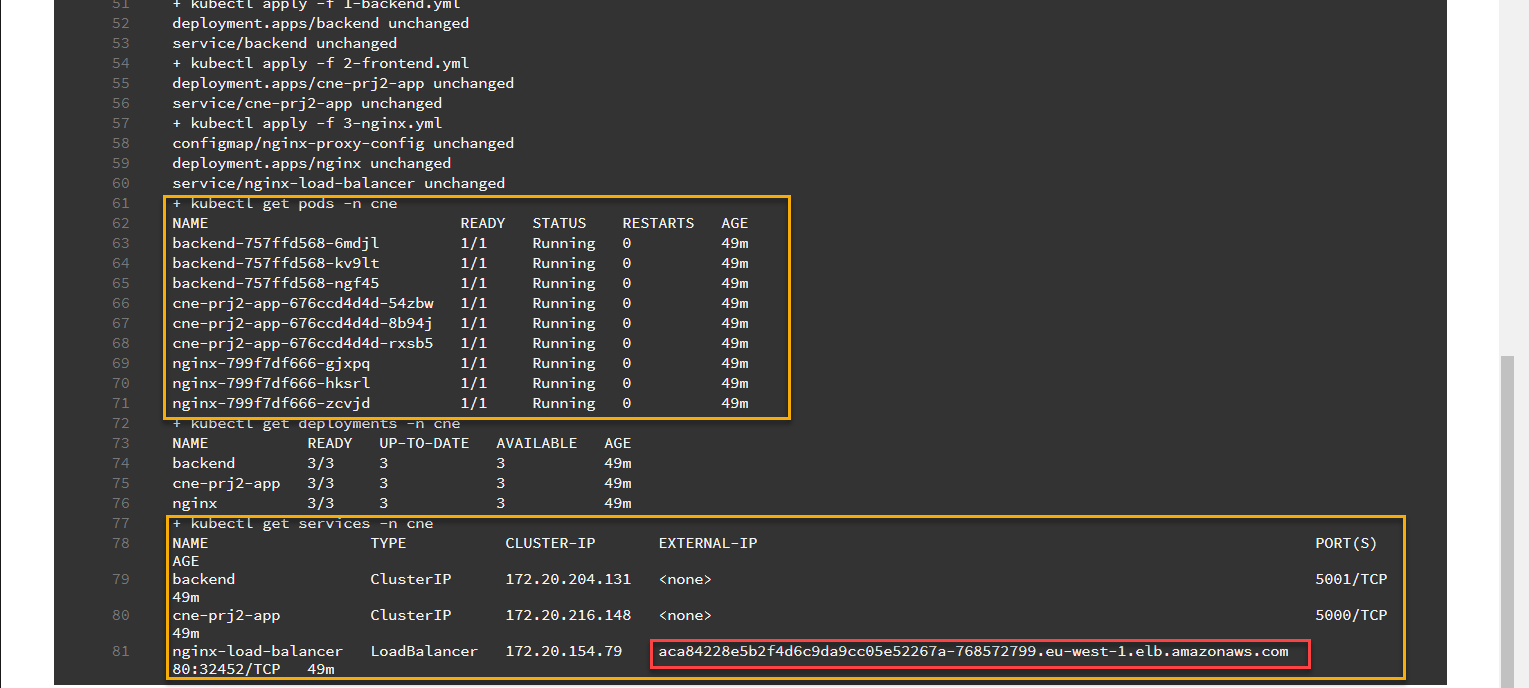 51 + kubectl apply -f 1-backend.yml
52 deployment.apps/backend unchanged
53 service/backend unchanged
54 + kubectl apply -f 2-frontend.yml
55 deployment.apps/cne-prj2-app unchanged
56 service/cne-prj2-app unchanged
57 + kubectl apply -f 3-nginx.yml
58 configmap/nginx-proxy-config unchanged
59 deployment.apps/nginx unchanged
60 service/nginx-load-balancer unchanged
61 + kubectl get pods -n cne
62 NAME READY STATUS RESTARTS AGE
63 backend-757ffd568-6mdjl 1/1 Running 0 49m
64 backend-757ffd568-kv9lt 1/1 Running 0 49m
65 backend-757ffd568-ngf45 1/1 Running 0 49m
66 cne-prj2-app-676ccd4d4d-54zbw 1/1 Running 0 49m
67 cne-prj2-app-676ccd4d4d-8b94j 1/1 Running 0 49m
68 cne-prj2-app-676ccd4d4d-rxsb5 1/1 Running 0 49m
69 nginx-799f7df666-gjxpq 1/1 Running 0 49m
70 nginx-799f7df666-hksrl 1/1 Running 0 49m
71 nginx-799f7df666-zcvjd 1/1 Running 0 49m
72 + kubectl get deployments -n cne
73 NAME READY UP-TO-DATE AVAILABLE AGE
74 backend 3/3 3 3 49m
75 cne-prj2-app 3/3 3 3 49m
76 nginx 3/3 3 3 49m
77 + kubectl get services -n cne
78 NAME TYPE CLUSTER-IP EXTERNAL-IP PORT(S)
AGE
79 backend ClusterIP 172.20.204.131 <none> 5001/TCP
49m
80 cne-prj2-app ClusterIP 172.20.216.148 <none> 5000/TCP
49m
81 nginx-load-balancer LoadBalancer 172.20.154.79 aca84228e5b2f4d6c9da9cc05e52267a-768572799.eu-west-1.elb.amazonaws.com
80:32452/TCP 49m